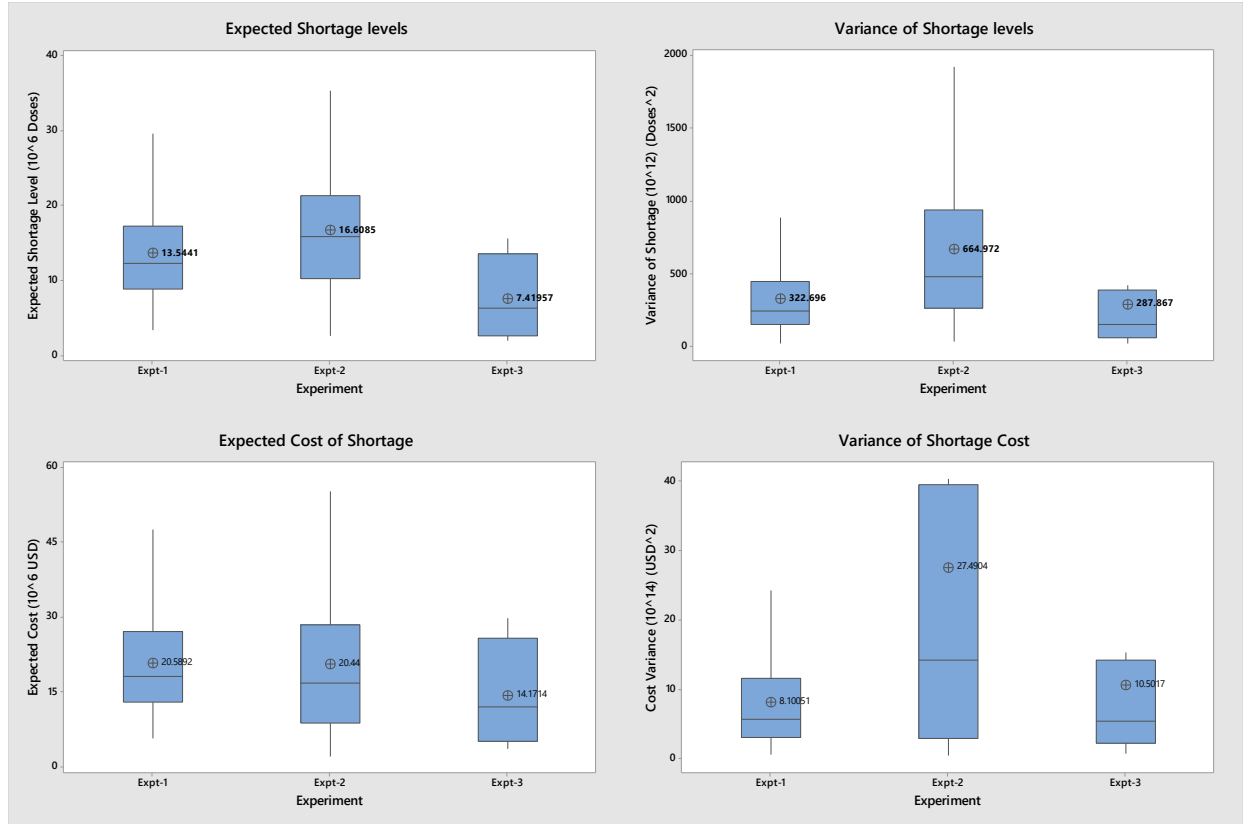 Expected Shortage levels
Expected Shortage Level (10^6 Doses)
40
30
20
10
0
13.5441
16.6085
7.41957
Expt-1
Expt-2
Expt-3
Experiment
Variance of Shortage levels
Variance of Shortage (10^12) (Doses^2)
2000
1500
1000
500
0
322.696
664.972
287.867
Expt-1
Expt-2
Expt-3
Experiment
Expected Cost of Shortage
Expected Cost (10^6 USD)
60
45
30
15
0
20.5892
20.44
14.1714
Expt-1
Expt-2
Expt-3
Experiment
Variance of Shortage Cost
Cost Variance (10^14) (USD^2)
40
30
20
10
0
8.10051
27.4904
10.5017
Expt-1
Expt-2
Expt-3
Experiment